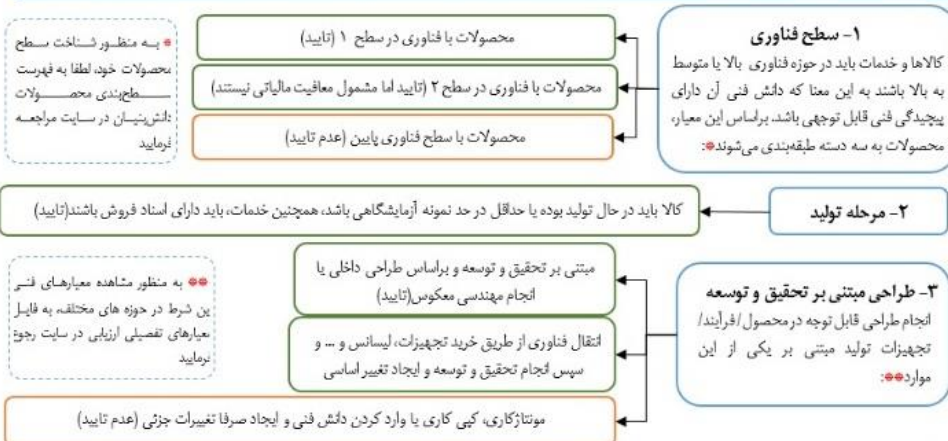 ۱- سطح فناوری
کالاها و خدمات باید در حوزه فناوری بالا یا متوسط
به بالا باشند به این معنا که دانش فنی آن دارای
پیچیدگی فنی قابل توجهی باشد. براساس این معیار،
محصولات به سه دسته طبقه‌بندی می‌شوند*:
محصولات با فناوری در سطح ۱ (تایید)
محصولات با فناوری در سطح ۲ (تایید اما مشمول معافیت مالیاتی نیستند)
محصولات با سطح فناوری پایین (عدم تایید)
* به منظور شناخت سطح
محصولات خود، لطفا به فهرست
سطح‌بندی محصولات
دانش‌بنیان در سایت مراجعه
فرمایید
۲- مرحله تولید
کالا باید در حال تولید بوده یا حداقل در حد نمونه آزمایشگاهی باشد، همچنین خدمات، باید دارای اسناد فروش باشند(تایید)
۳- طراحی مبتنی بر تحقیق و توسعه
انجام طراحی قابل توجه در محصول/فرآیند/
تجهیزات تولید مبتنی بر یکی از این
موارد**:
مبتنی بر تحقیق و توسعه و براساس طراحی داخلی یا
انجام مهندسی معکوس(تایید)
انتقال فناوری از طریق خرید تجهیزات، لیسانس و ... و
سپس انجام تحقیق و توسعه و ایجاد تغییر اساسی
مونتاژکاری، کپی کاری یا وارد کردن دانش فنی و ایجاد صرفا تغییرات جزئی (عدم تایید)
** به منظور مشاهده معیارهای فنی
ین شرط در حوزه های مختلف، به فایل
معیارهای تفصیلی ارزیابی در سایت رجوع
فرمایید